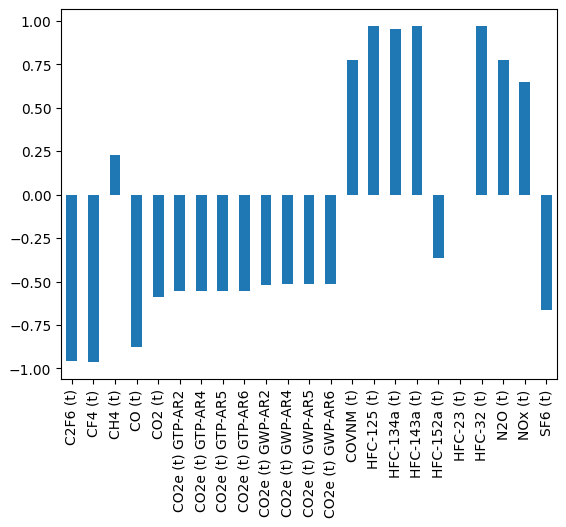 1.00
0.75
0.50
0.25
0.00
−0.25
−0.50
−0.75
−1.00
C2F6 (t)
CF4 (t)
CH4 (t)
CO (t)
CO2 (t)
CO2e (t) GTP-AR2
CO2e (t) GTP-AR4
CO2e (t) GTP-AR5
CO2e (t) GTP-AR6
CO2e (t) GWP-AR2
CO2e (t) GWP-AR4
CO2e (t) GWP-AR5
CO2e (t) GWP-AR6
COVNM (t)
HFC-125 (t)
HFC-134a (t)
HFC-143a (t)
HFC-152a (t)
HFC-23 (t)
HFC-32 (t)
N2O (t)
NOx (t)
SF6 (t)